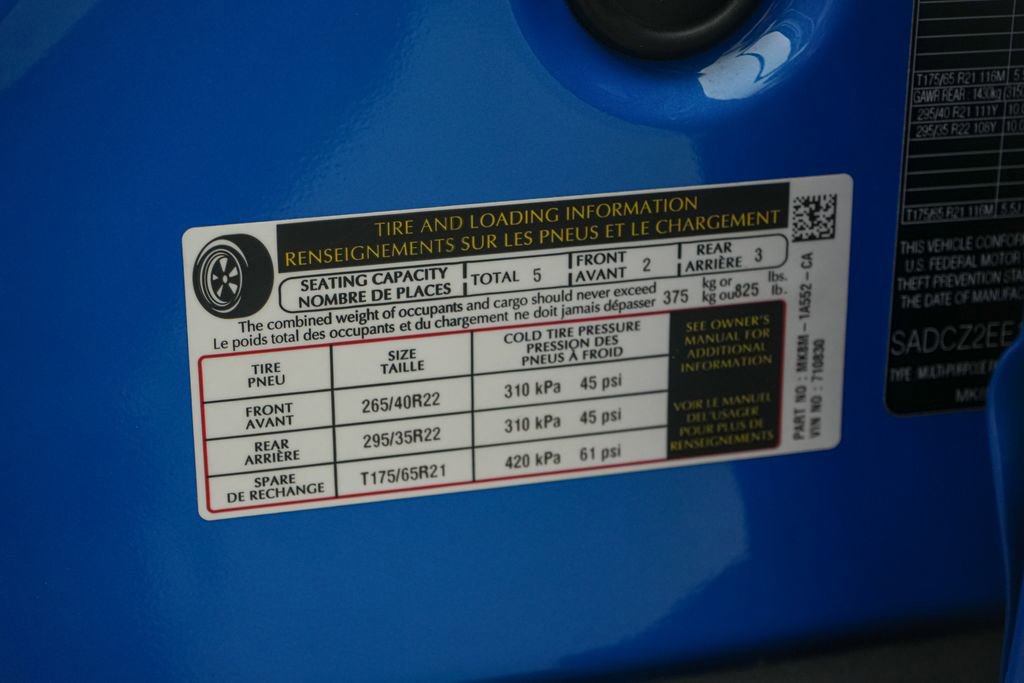 TIRE AND LOADING INFORMATION
RENSEIGNEMENTS SUR LES PNEUS ET LE CHARGEMENT
SEATING CAPACITY
NOMBRE DE PLACES
TOTAL 5
FRONT
AVANT 2
REAR
ARRIÈRE 3
The combined weight of occupants and cargo should never exceed 375 kg or 825 lbs.
Le poids total des occupants et du chargement ne doit jamais dépasser kg ou lb.
TIRE
PNEU
SIZE
TAILLE
COLD TIRE PRESSURE
PRESSION DES
PNEUS À FROID
FRONT
AVANT
265/40R22
310 kPa 45 psi
REAR
ARRIÈRE
295/35R22
310 kPa 45 psi
SPARE
DE RECHANGE
T175/65R21
420 kPa 61 psi
SEE OWNER'S
MANUAL FOR
ADDITIONAL
INFORMATION
VOIR LE MANUEL
DE L'USAGER
POUR PLUS DE
RENSEIGNEMENTS
PART NO : MK8M – 1A552 – CA
VIN NO : 710830
T175/65 R21 116M
GAWR REAR 1430kg
295/40 R21 111Y
295/35 R22 108Y
T175/65 R21 116M
THIS VEHICLE
U.S. FEDERAL MOTOR
THEFT PREVENTION
THE DATE OF
SADCZ2EE